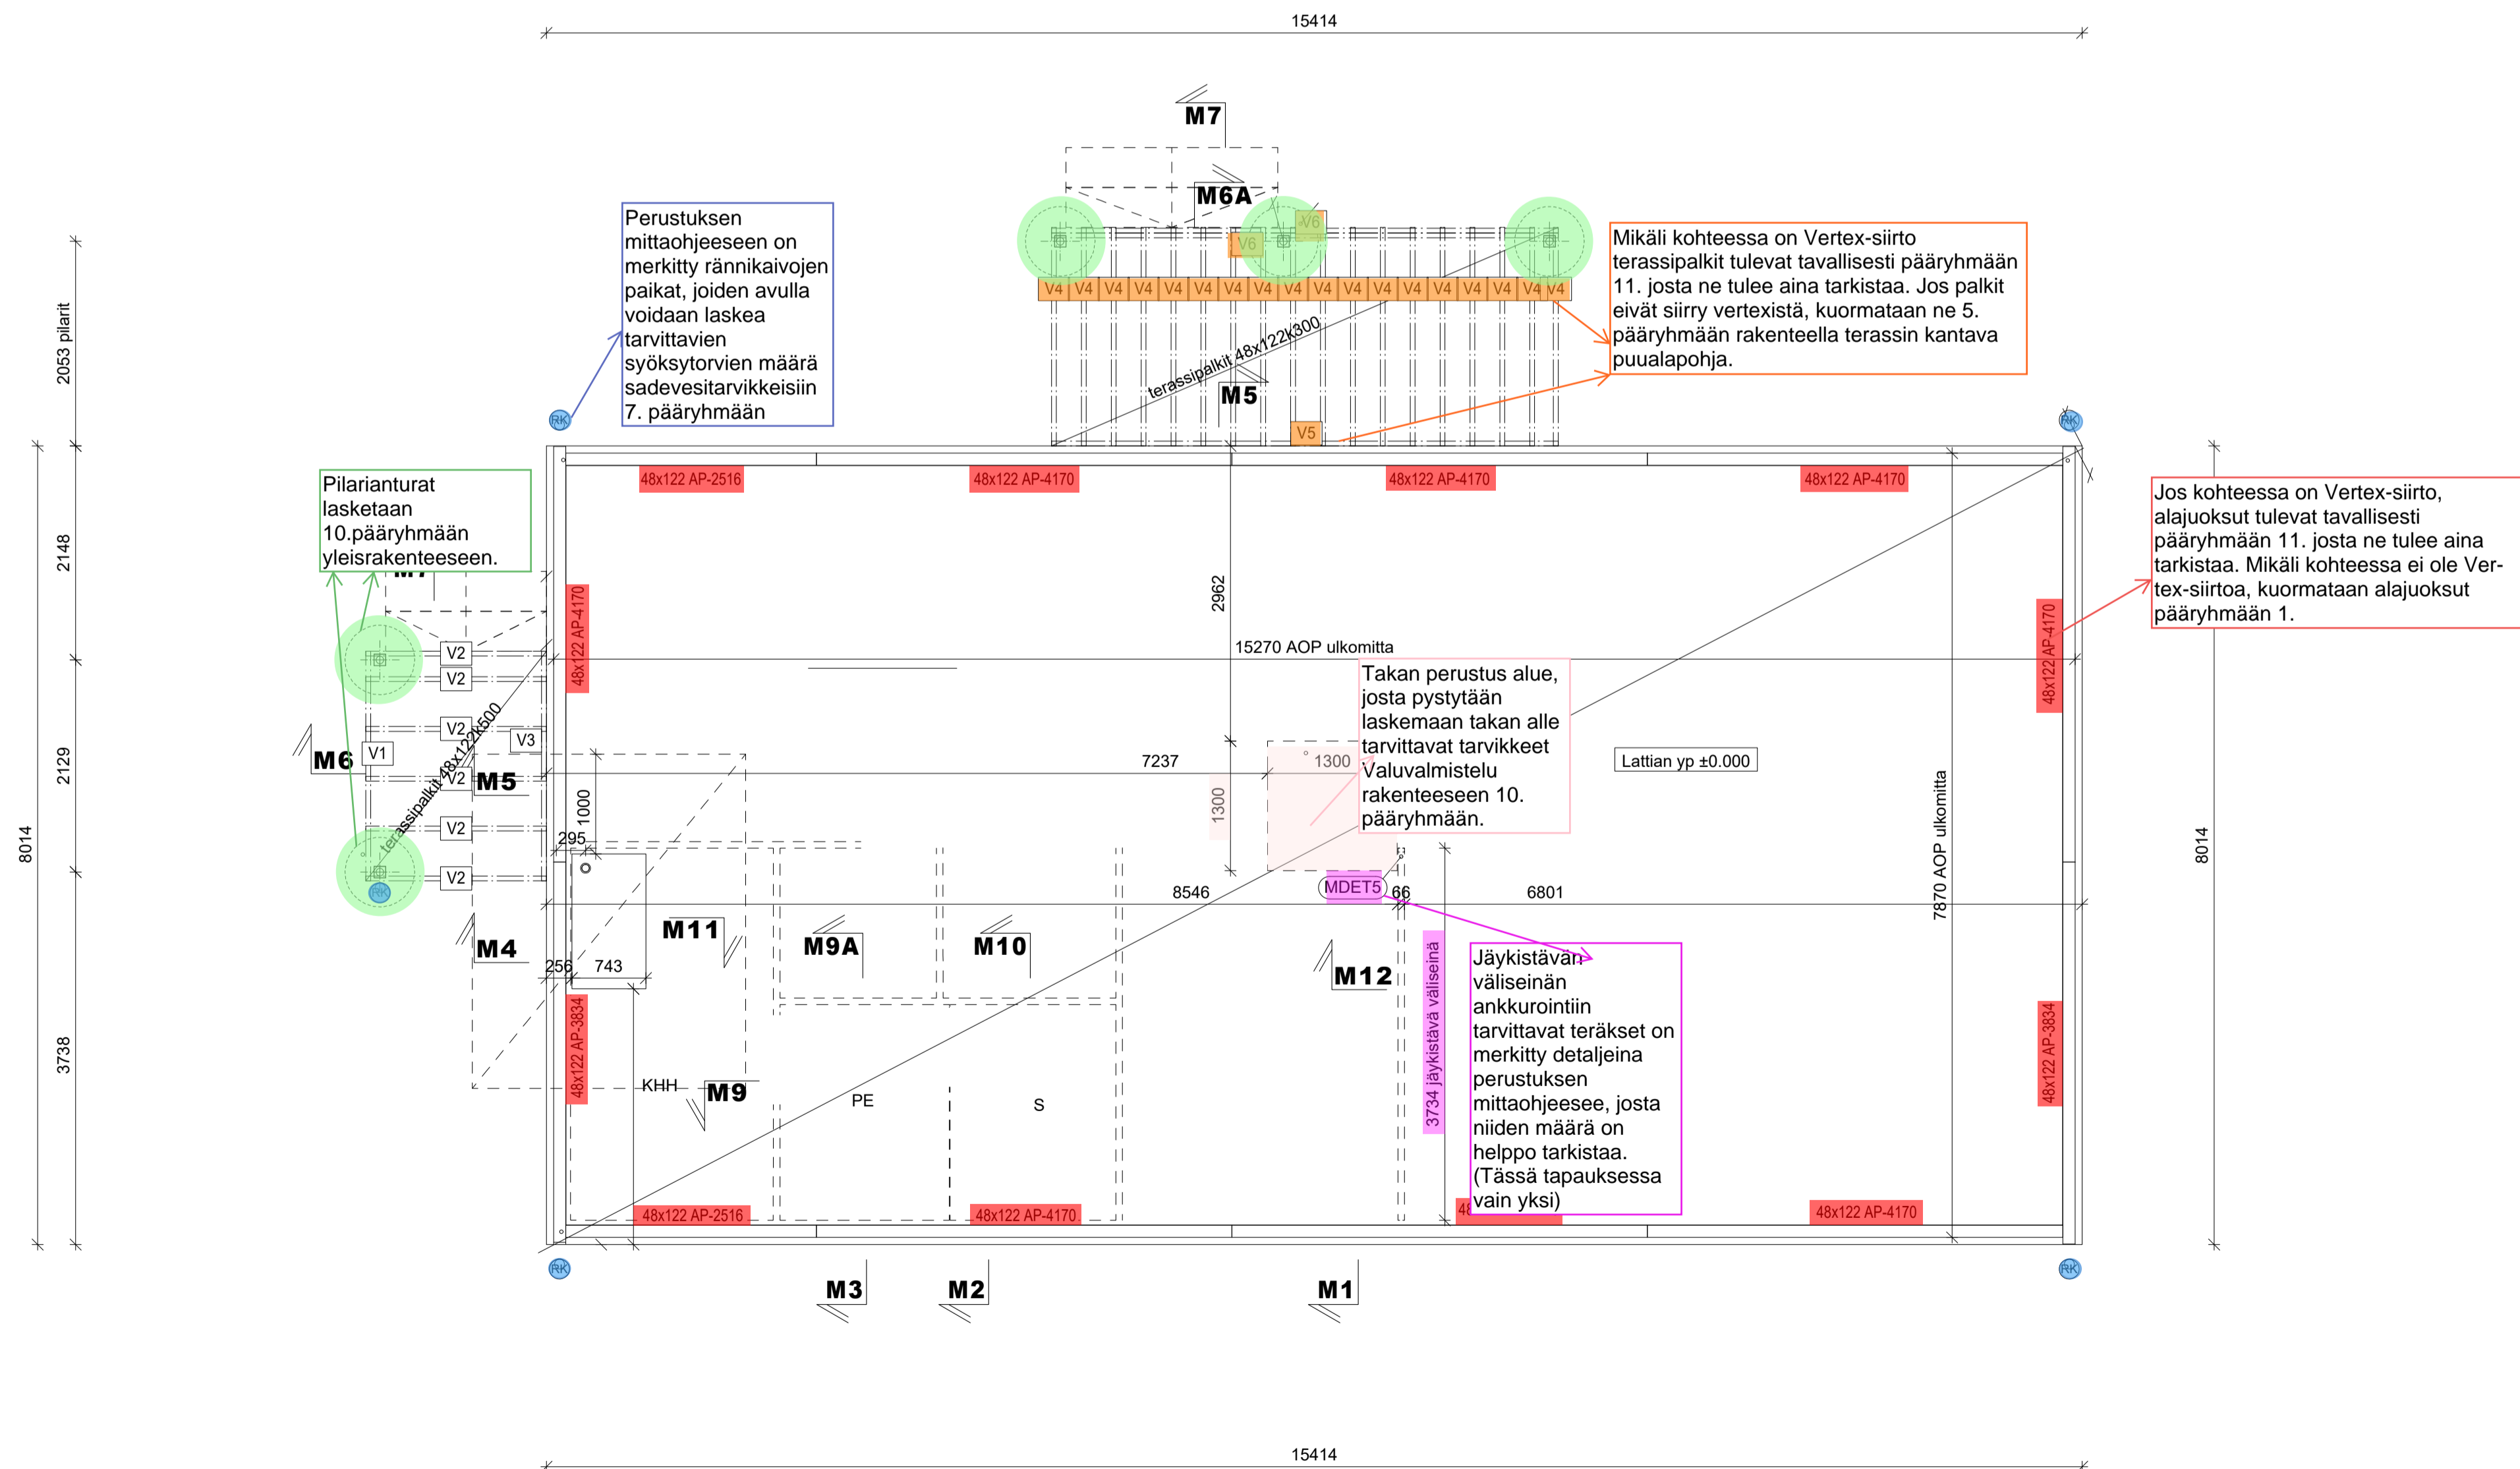 15414
M7
M6A
Perustuksen
mittaohjeeseen on
merkitty rännikaivojen
paikat, joiden avulla
voidaan laskea
tarvittavien
syöksytorvien määrä
sadevesitarvikkeisiin
7. pääryhmään
V6
V6
Mikäli kohteessa on Vertex-siirto
terassipalkit tulevat tavallisesti pääryhmään
11. josta ne tulee aina tarkistaa. Jos palkit
eivät siirry vertexistä, kuormataan ne 5.
pääryhmään rakenteella terassin kantava
puualapohja.
V4 V4 V4 V4 V4 V4 V4 V4 V4 V4 V4 V4 V4 V4 V4 V4 V4 V4
2053 pilarit
terassipalkit 48x122k300
M5
RK
RK
V5
48x122 AP-2516
48x122 AP-4170
48x122 AP-4170
48x122 AP-4170
Pilarianturat
lasketaan
10.pääryhmään
yleisrakenteeseen.
Jos kohteessa on Vertex-siirto,
alajuoksut tulevat tavallisesti
pääryhmään 11. josta ne tulee aina
tarkistaa. Mikäli kohteessa ei ole Ver-
tex-siirtoa, kuormataan alajuoksut
pääryhmään 1.
2148
M7
48x122 AP-4170
2962
48x122 AP-4170
15270 AOP ulkomitta
V2
V2
V2
V2
V2
V2
V3
V1
M6
terassipalkit 48x122k500
M5
2129
8014
7237
1300
1300
Takan perustus alue,
josta pystytään
laskemaan takan alle
tarvittavat tarvikkeet
Valuvalmistelu
rakenteeseen 10.
pääryhmään.
Lattian yp ±0.000
7870 AOP ulkomitta
8014
1000
295
RK
8546
MDET5
66
6801
M4
M11
M9A
M10
M12
256
743
3734 jäykistävä väliseinä
Jäykistävän
väliseinän
ankkurointiin
tarvittavat teräkset on
merkitty detaljeina
perustuksen
mittaohjeesee, josta
niiden määrä on
helppo tarkistaa.
(Tässä tapauksessa
vain yksi)
3738
48x122 AP-3834
48x122 AP-3834
KHH
M9
PE
S
48x122 AP-2516
48x122 AP-4170
48
48x122 AP-4170
RK
RK
M3
M2
M1
15414